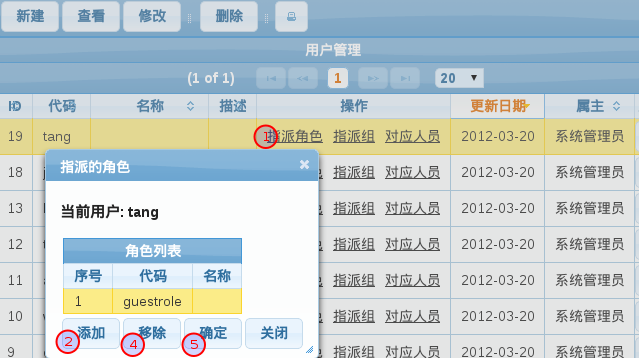 新建 查看 修改 删除
用户管理
(1 of 1) 1 20
ID 代码 名称 描述 操作 更新日期 属主
19 tang 1 指派角色 指派组 对应人员 2012-03-20 系统管理员
指派的角色
18 指派组 对应人员 2012-03-20 系统管理员
当前用户: tang
13 指派组 对应人员 2012-03-20 系统管理员
角色列表
12 指派组 对应人员 2012-03-20 系统管理员
序号 代码 名称
11 指派组 对应人员 2012-03-20 系统管理员
1 guestrole
10 指派组 对应人员 2012-03-20 系统管理员
2 添加 4 移除 5 确定 关闭
9 指派组 对应人员 2012-03-20 系统管理员